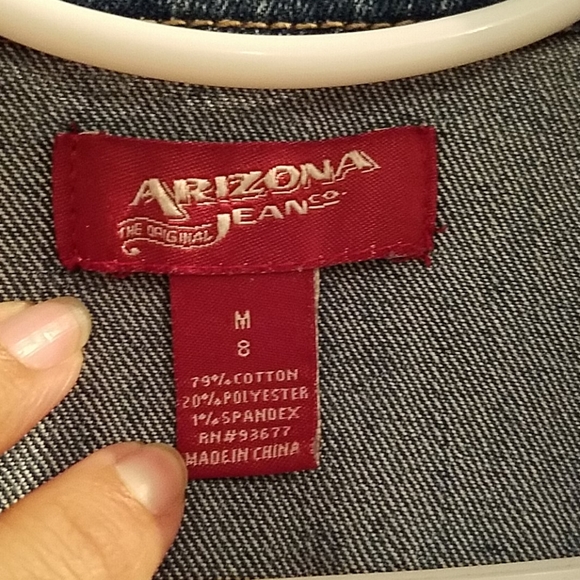 ARIZONA
JEAN CO.
THE ORIGINAL
M
8
79% COTTON
20% POLYESTER
1% SPANDEX
RN#93677
MADE IN CHINA